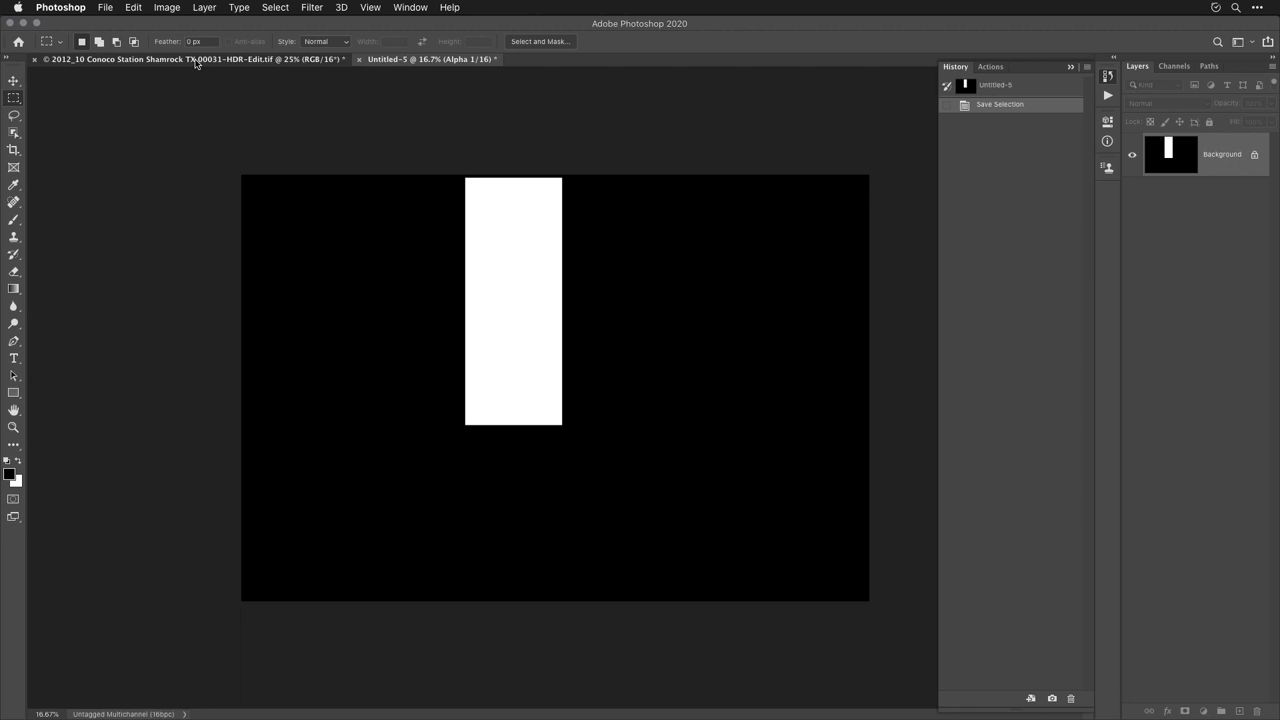 Photoshop File Edit Image Layer Type Select Filter 3D View Window Help
Adobe Photoshop 2020
Feather: 0 px Anti-alias Style: Normal Width: Height: Select and Mask...
© 2012_10 Conoco Station Shamrock TX 00031-HDR-Edit.tif @ 25% (RGB/16*) * Untitled-5 @ 16.7% (Alpha 1/16) *
History Actions
Layers Channels Paths
Untitled-5
Kind
Save Selection
Normal Opacity: 100%
Lock: Fill: 100%
Background
16.67% Untagged Multichannel (16bpc)